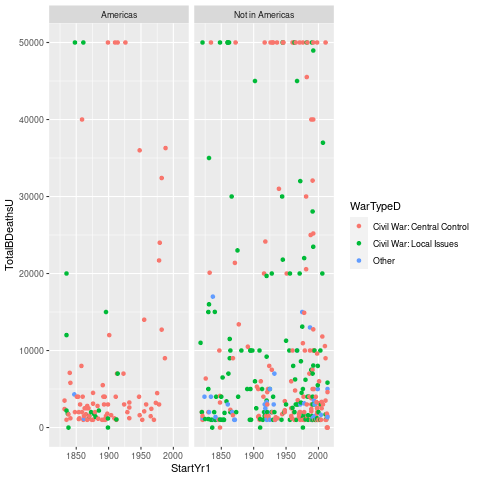 Americas
Not in Americas
50000
40000
30000
20000
10000
0
TotalBDeathsU
1850
1900
1950
2000
1850
1900
1950
2000
StartYr1
WarTypeD
Civil War: Central Control
Civil War: Local Issues
Other